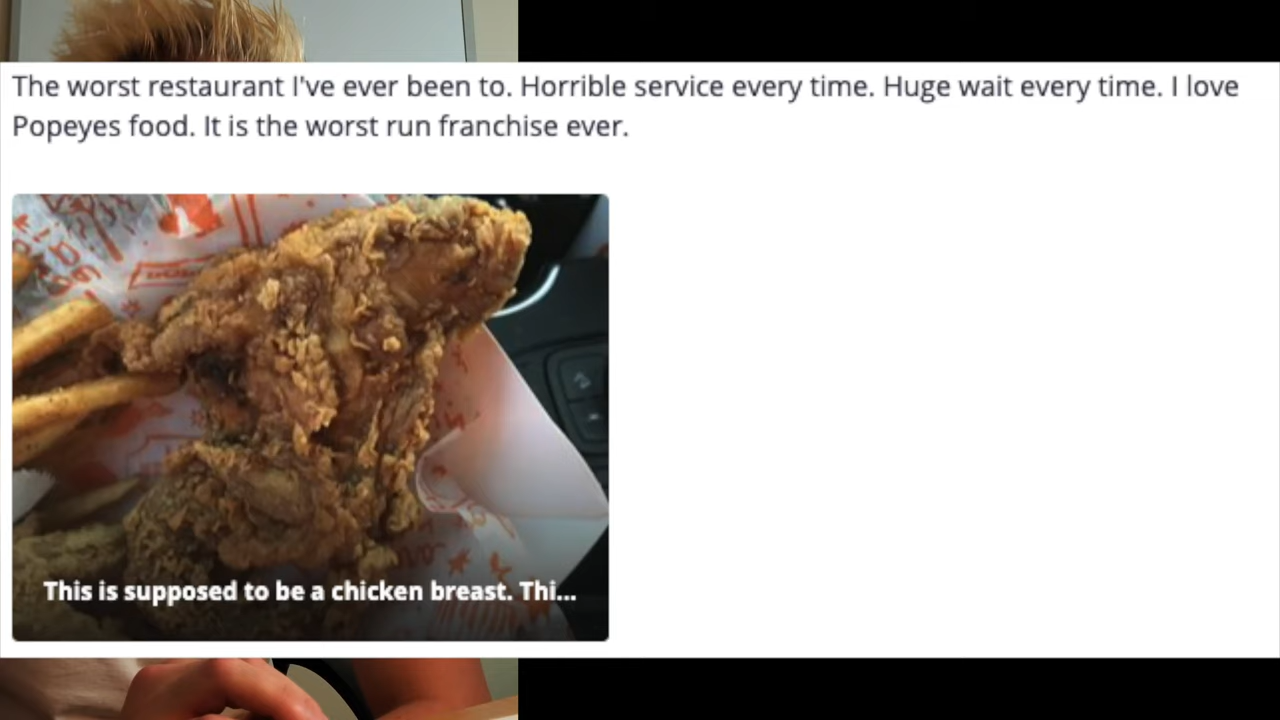 The worst restaurant I've ever been to. Horrible service every time. Huge wait every time. I love
Popeyes food. It is the worst run franchise ever.
This is supposed to be a chicken breast. Thi...